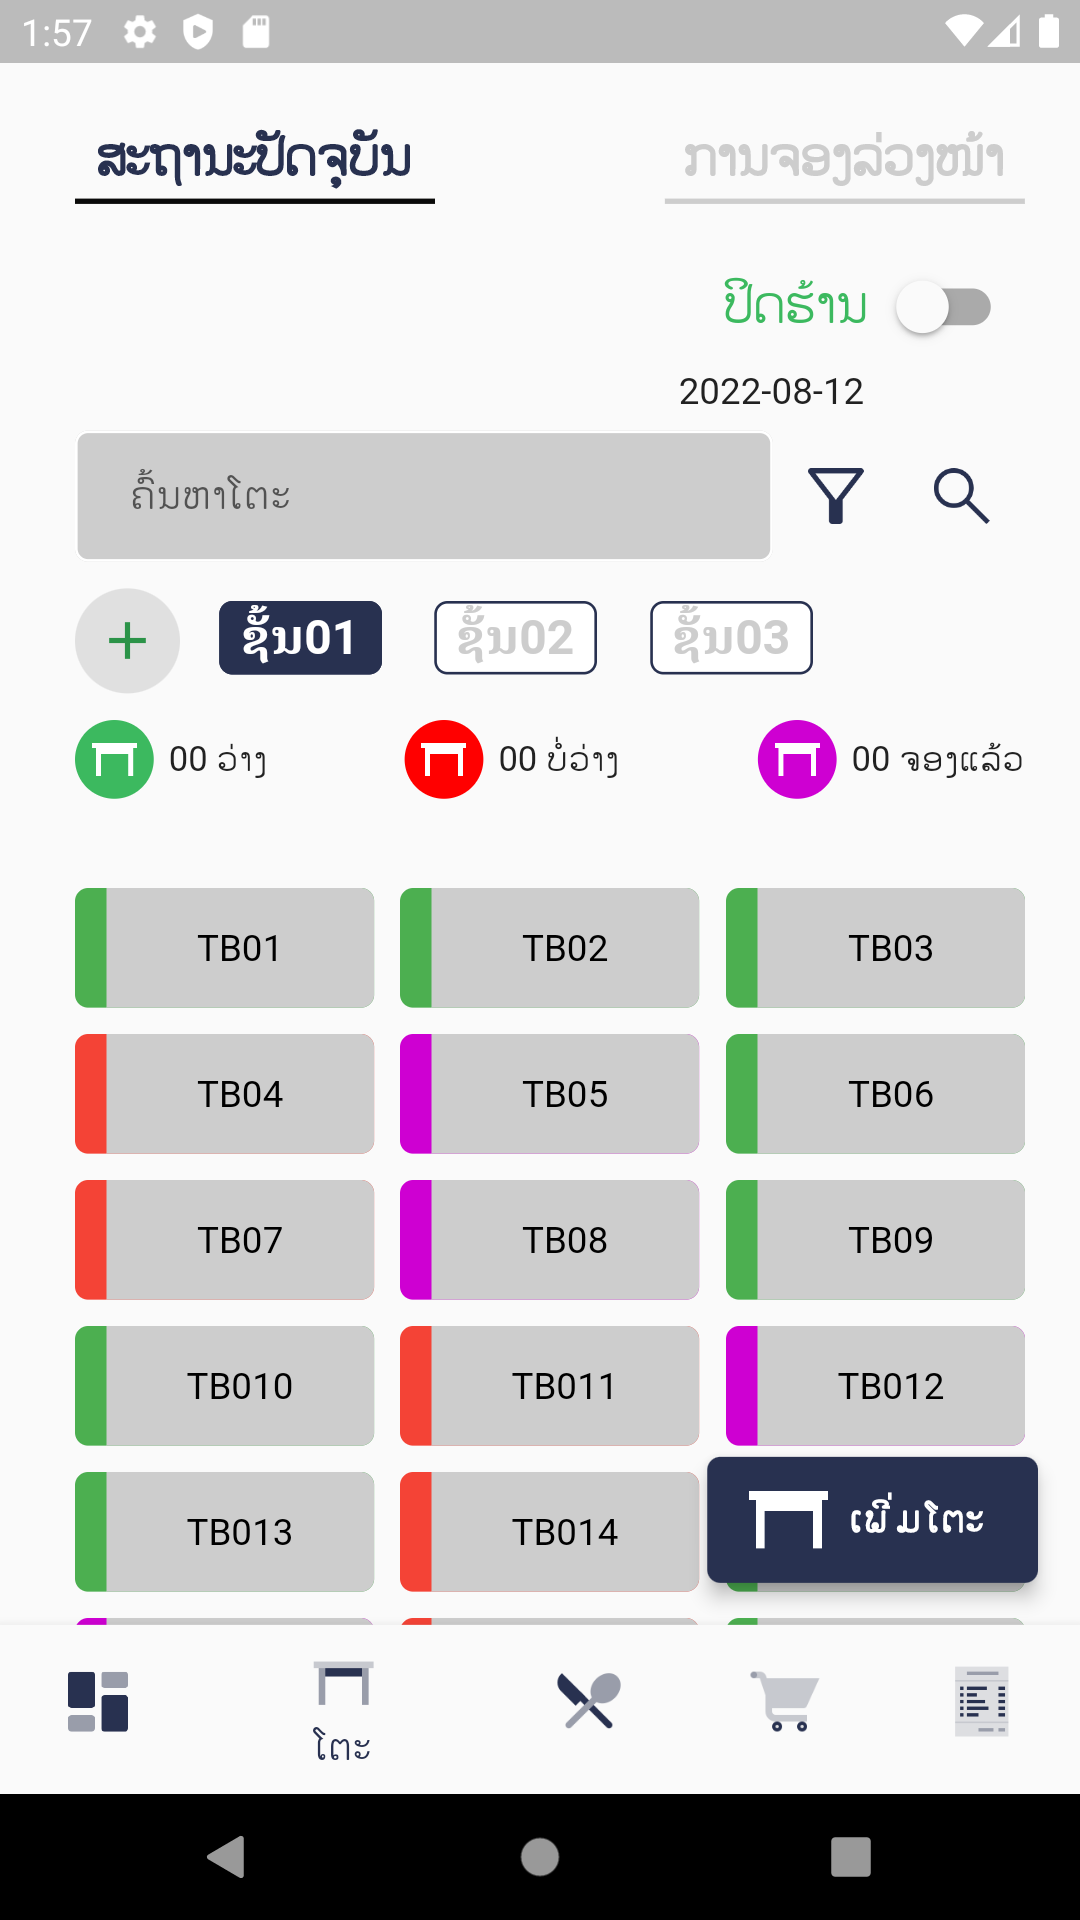 1:57
ສະຖານະປັດຈຸບັນ ການຈອງລ່ວງໜ້າ
ປິດຮ້ານ
2022-08-12
ຄົ້ນຫາໂຕະ
ຊັ້ນ01 ຊັ້ນ02 ຊັ້ນ03
00 ວ່າງ 00 ບໍ່ວ່າງ 00 ຈອງແລ້ວ
TB01 TB02 TB03
TB04 TB05 TB06
TB07 TB08 TB09
TB010 TB011 TB012
TB013 TB014 ເພີ່ມໂຕະ
ໂຕະ